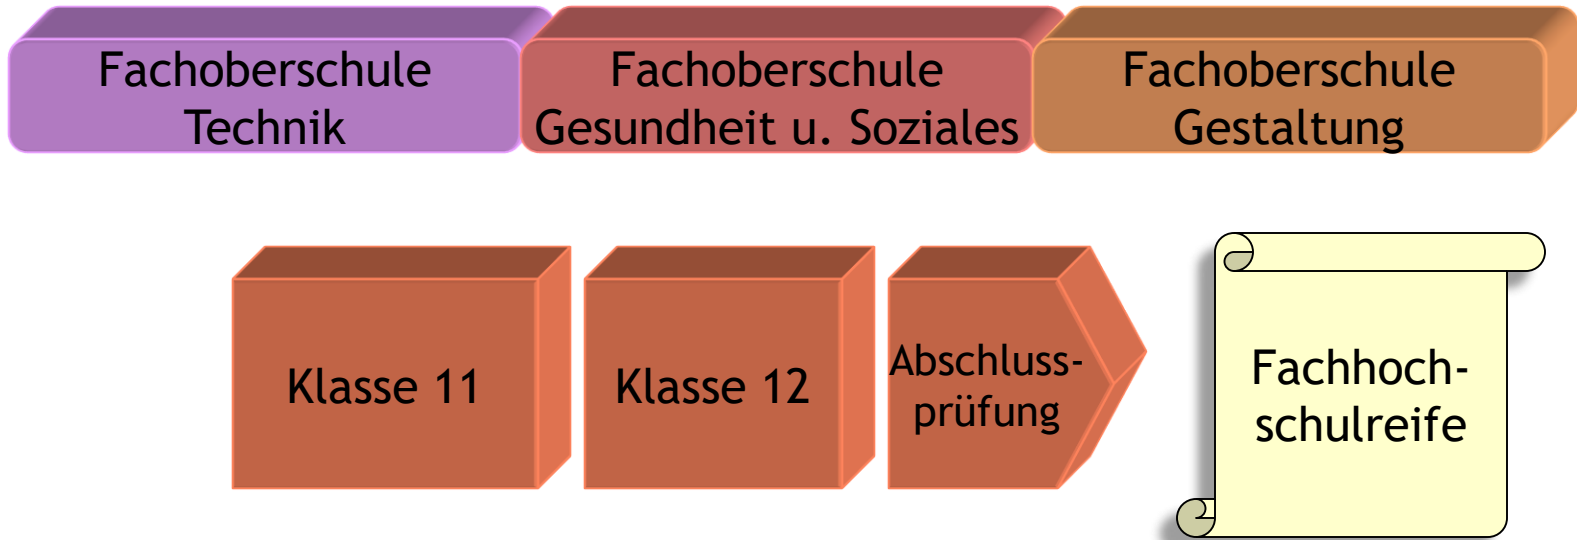 Fachoberschule
Technik
Fachoberschule
Gesundheit u. Soziales
Fachoberschule
Gestaltung
Klasse 11
Klasse 12
Abschluss-
prüfung
Fachhoch-
schulreife